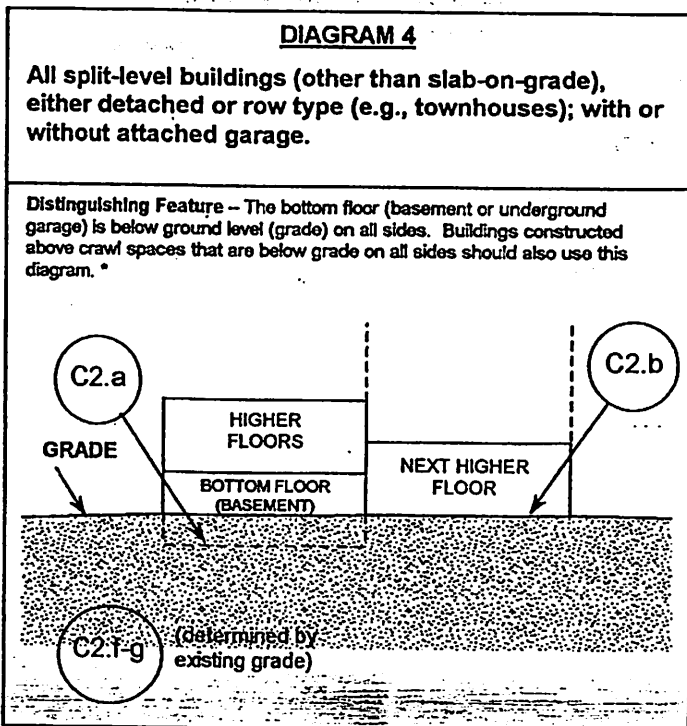 DIAGRAM 4
All split-level buildings (other than slab-on-grade),
either detached or row type (e.g., townhouses); with or
without attached garage.
Distinguishing Feature – The bottom floor (basement or underground
garage) is below ground level (grade) on all sides. Buildings constructed
above crawl spaces that are below grade on all sides should also use this
diagram. *
C2.a
C2.b
HIGHER
FLOORS
GRADE
NEXT HIGHER
FLOOR
BOTTOM FLOOR
(BASEMENT)
C2.f-g
(determined by
existing grade)